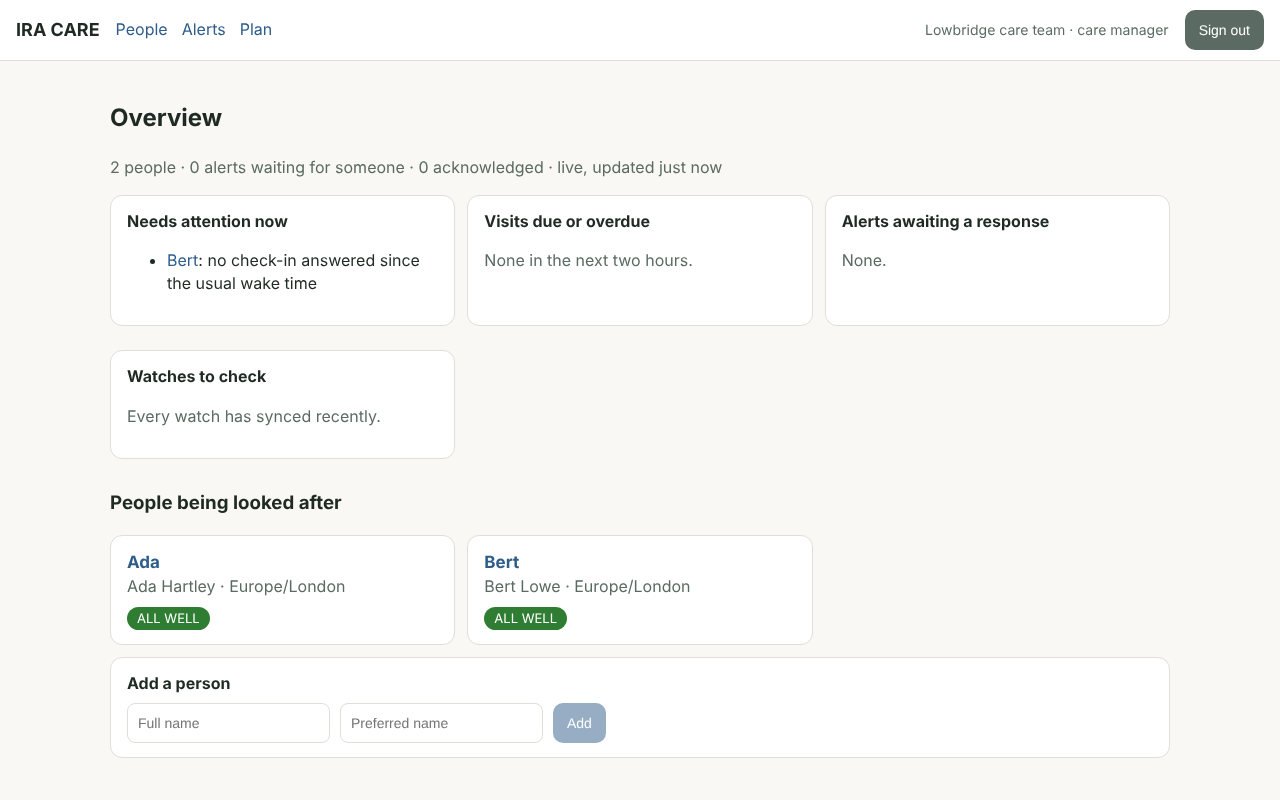 IRA CARE People Alerts Plan Lowbridge care team · care manager Sign out
Overview
2 people · 0 alerts waiting for someone · 0 acknowledged · live, updated just now
Needs attention now
• Bert: no check-in answered since
the usual wake time
Visits due or overdue
None in the next two hours.
Alerts awaiting a response
None.
Watches to check
Every watch has synced recently.
People being looked after
Ada
Ada Hartley · Europe/London
ALL WELL
Bert
Bert Lowe · Europe/London
ALL WELL
Add a person
Full name Preferred name Add